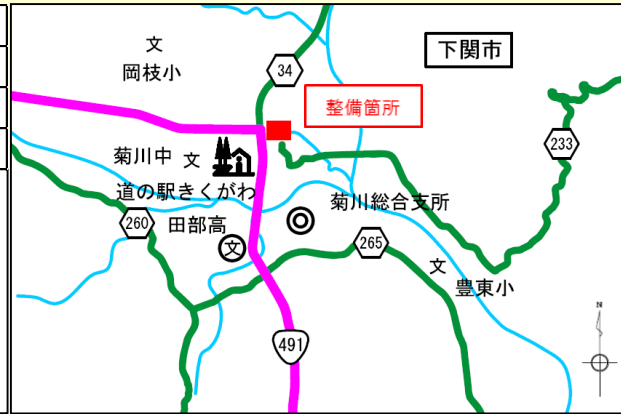 文
岡枝小
34
下関市
整備箇所
233
菊川中 文
道の駅きくがわ
菊川総合支所
260
田部高
文
265
文
豊東小
491
N